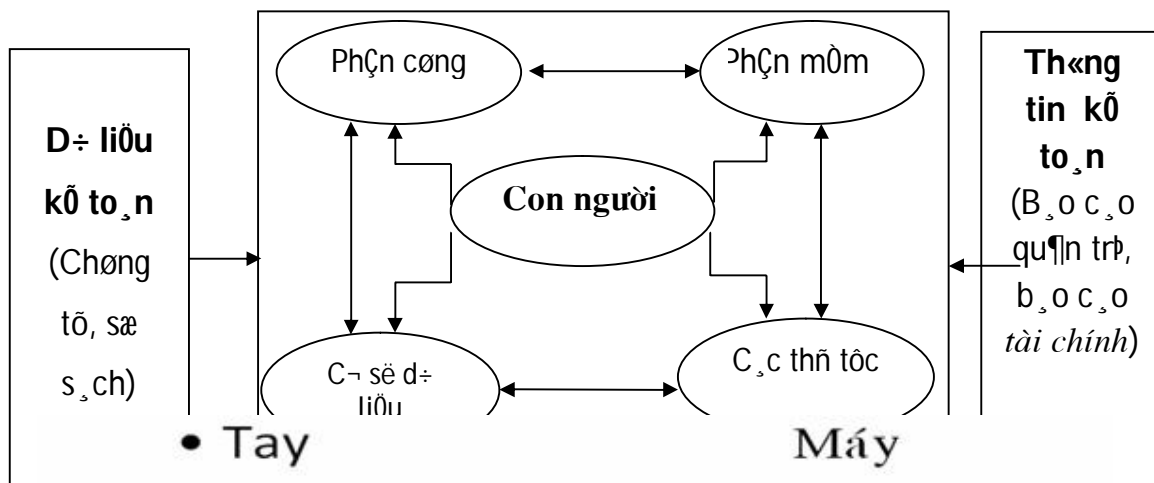 D÷ liÖu
kÕ to¸n
(Chøng
tõ, sæ
s¸ch)
PhÇn cøng
PhÇn mÒm
Con người
C¬ së d÷
liÖu
C¸c thñ tôc
Th«ng
tin kÕ
to¸n
(B¸o c¸o
qu¶n trÞ,
b¸o c¸o
tài chính)
• Tay
Máy